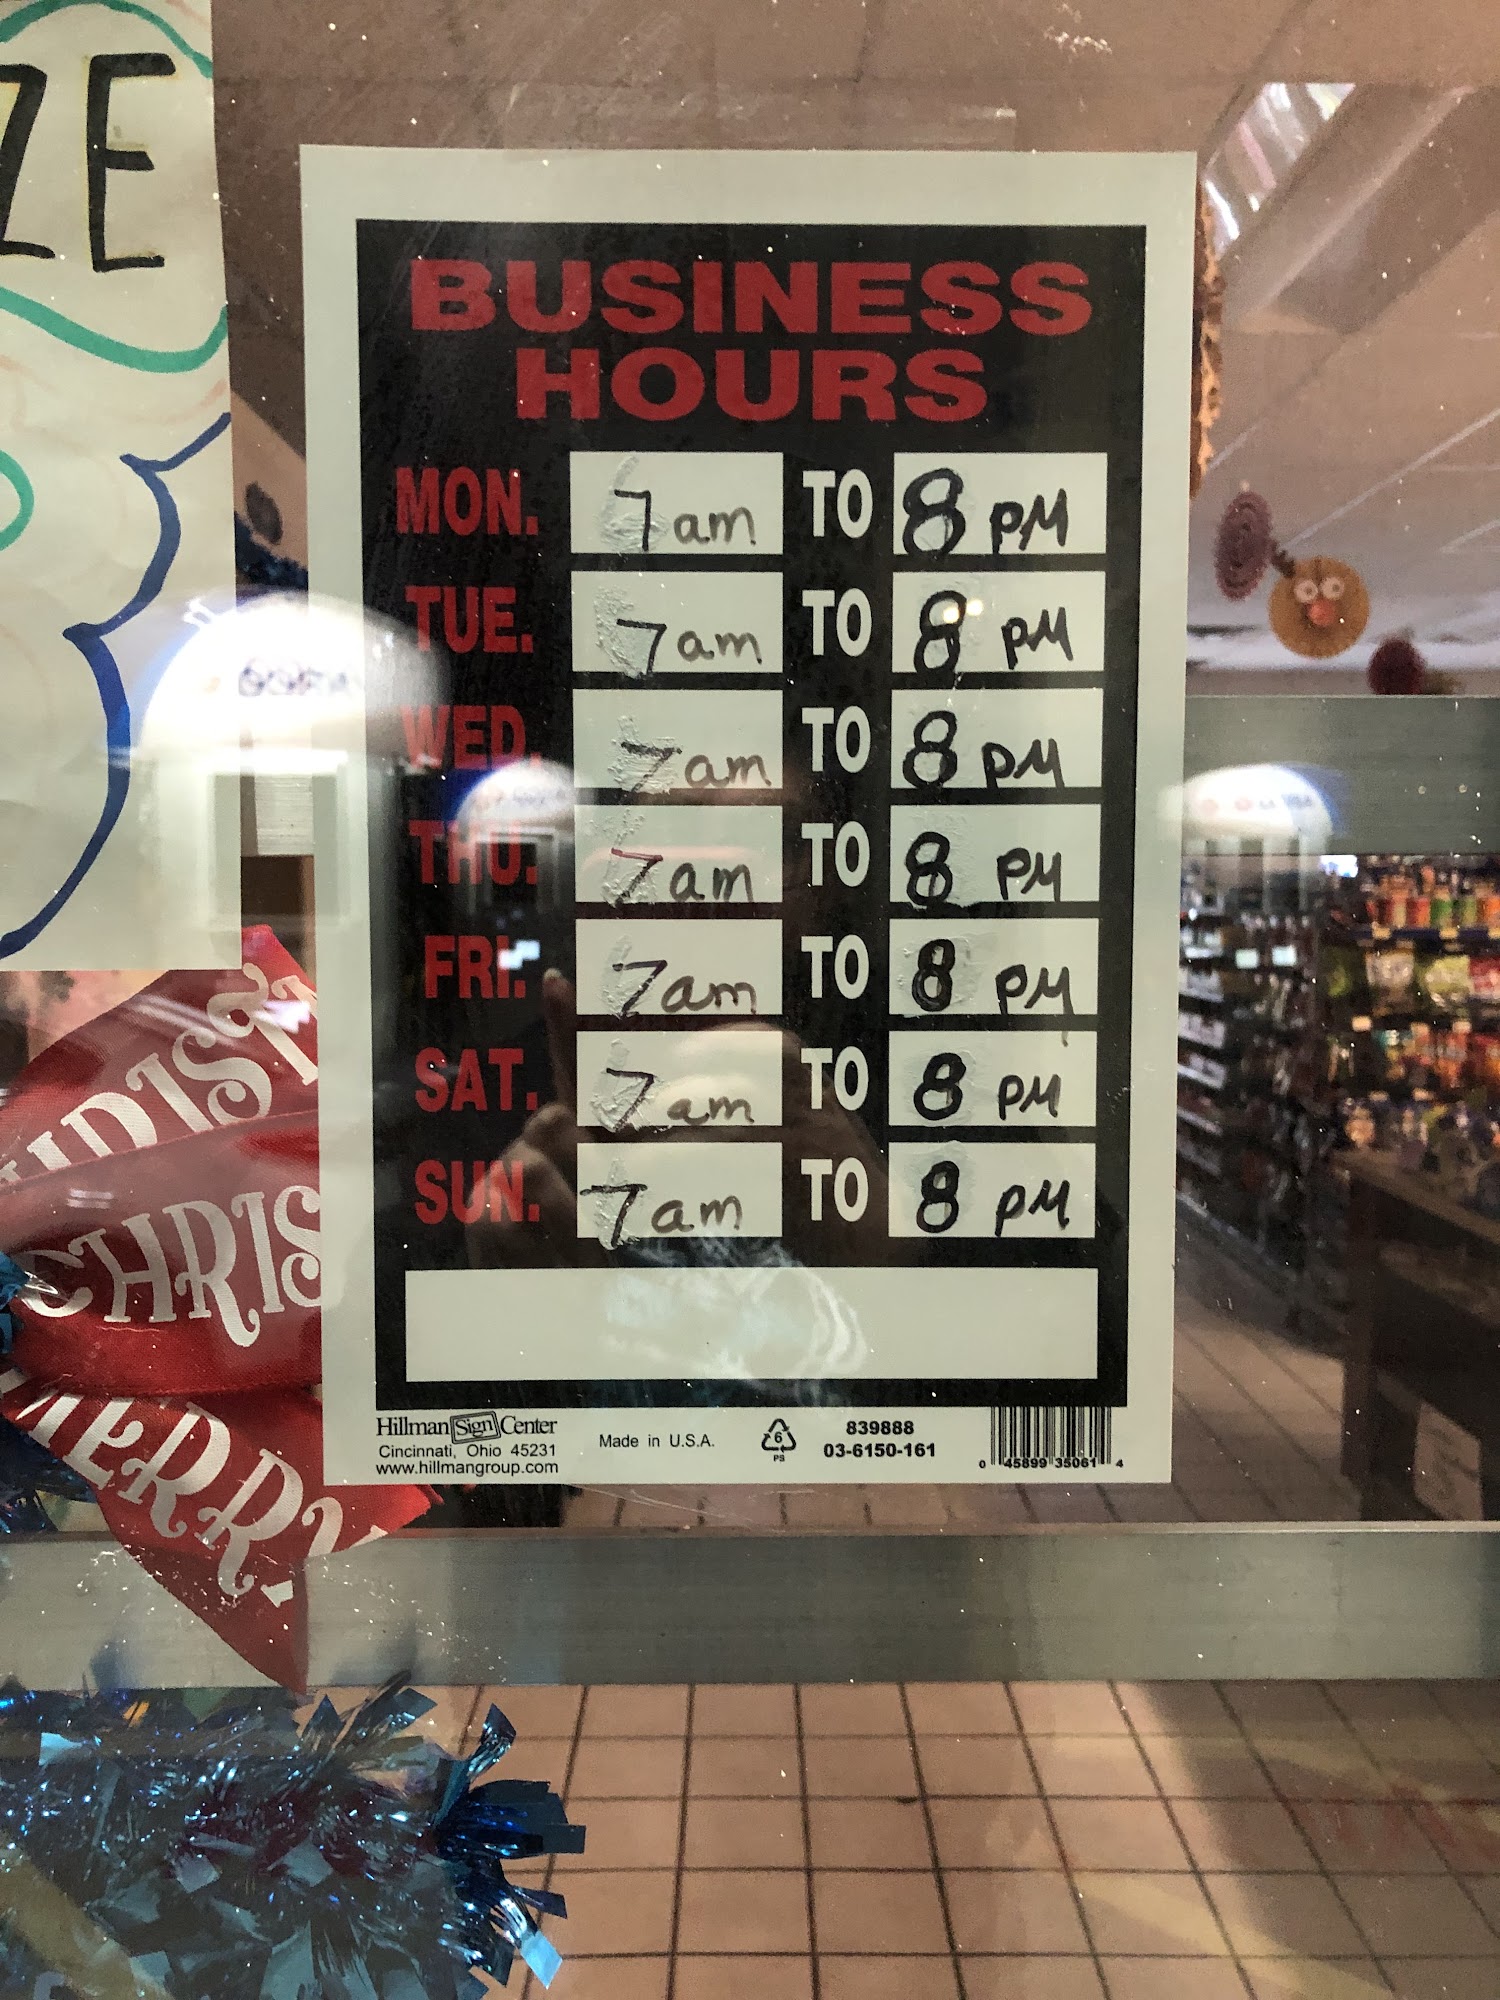 ZE
BUSINESS
HOURS
MON. 7am TO 8 PM
TUE. 7am TO 8 PM
WED. 7am TO 8 PM
THU. 7am TO 8 PM
FRI. 7am TO 8 PM
SAT. 7am TO 8 PM
SUN. 7am TO 8 PM
Hillman Sign Center
Cincinnati, Ohio 45231
www.hillmangroup.com
Made in U.S.A.
6
PS
839888
03-6150-161
0 45899 35061 4
CHRIS
MERRY